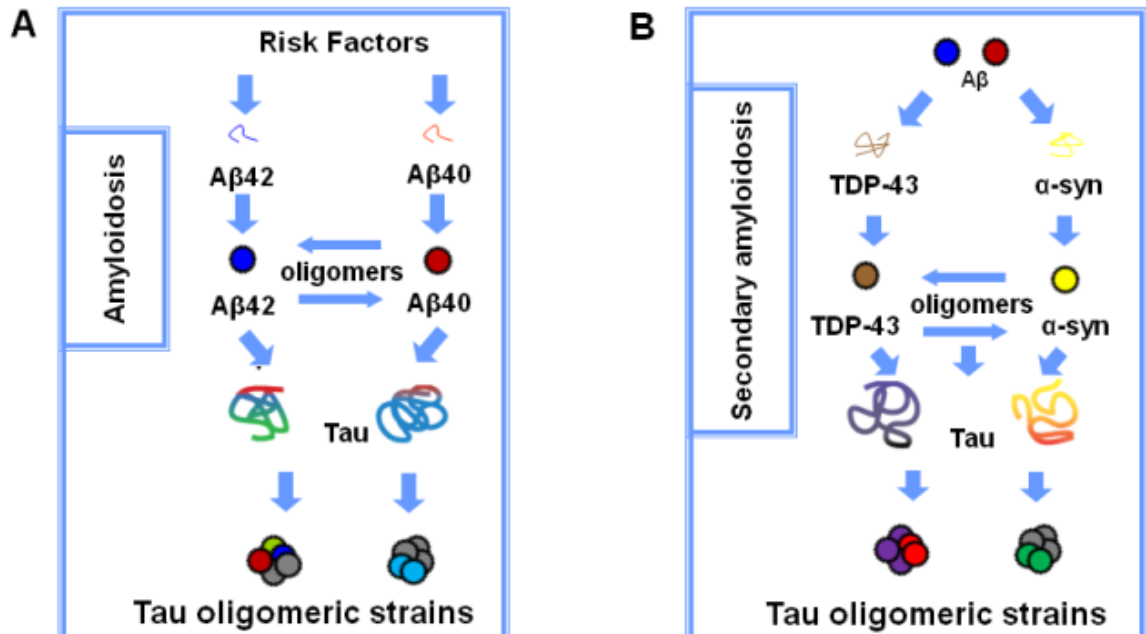 A
Risk Factors
Amyloidosis
Aβ42
Aβ40
oligomers
Aβ42
Aβ40
Tau
Tau oligomeric strains
B
Aβ
Secondary amyloidosis
TDP-43
α-syn
oligomers
TDP-43
α-syn
Tau
Tau oligomeric strains